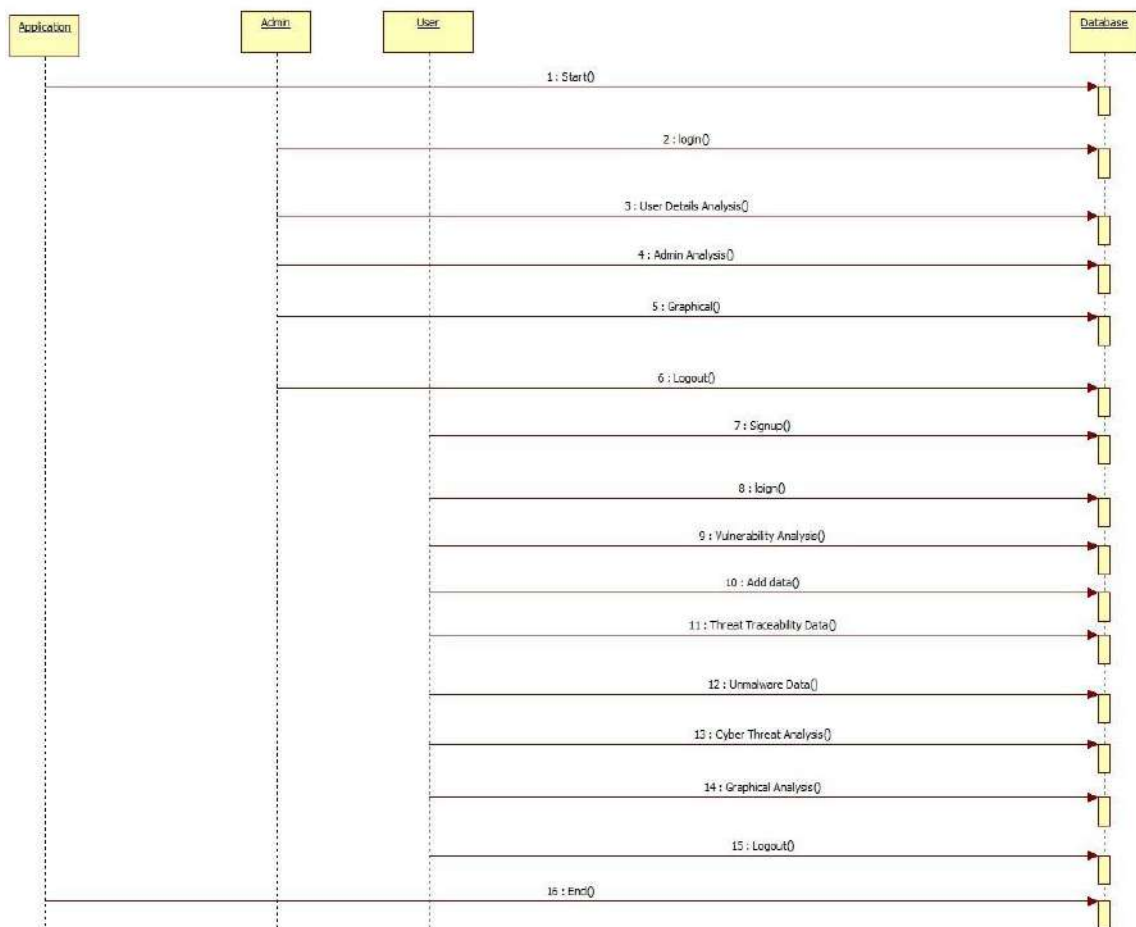 Application
Admin
User
Database
1 : Start()
2 : login()
3 : User Details Analysis()
4 : Admin Analysis()
5 : Graphical()
6 : Logout()
7 : Signup()
8 : loign()
9 : Vulnerability Analysis()
10 : Add data()
11 : Threat Traceability Data()
12 : Unmalware Data()
13 : Cyber Threat Analysis()
14 : Graphical Analysis()
15 : Logout()
16 : End()